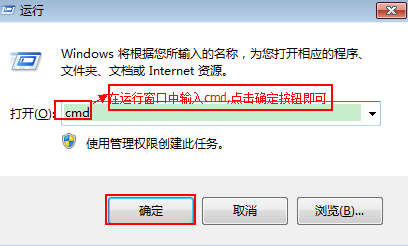 运行
Windows 将根据您所输入的名称，为您打开相应的程序、
文件夹、文档或 Internet 资源。
在运行窗口中输入cmd,点击确定按钮即可
打开(O): cmd
使用管理权限创建此任务。
确定 取消 浏览(B)...